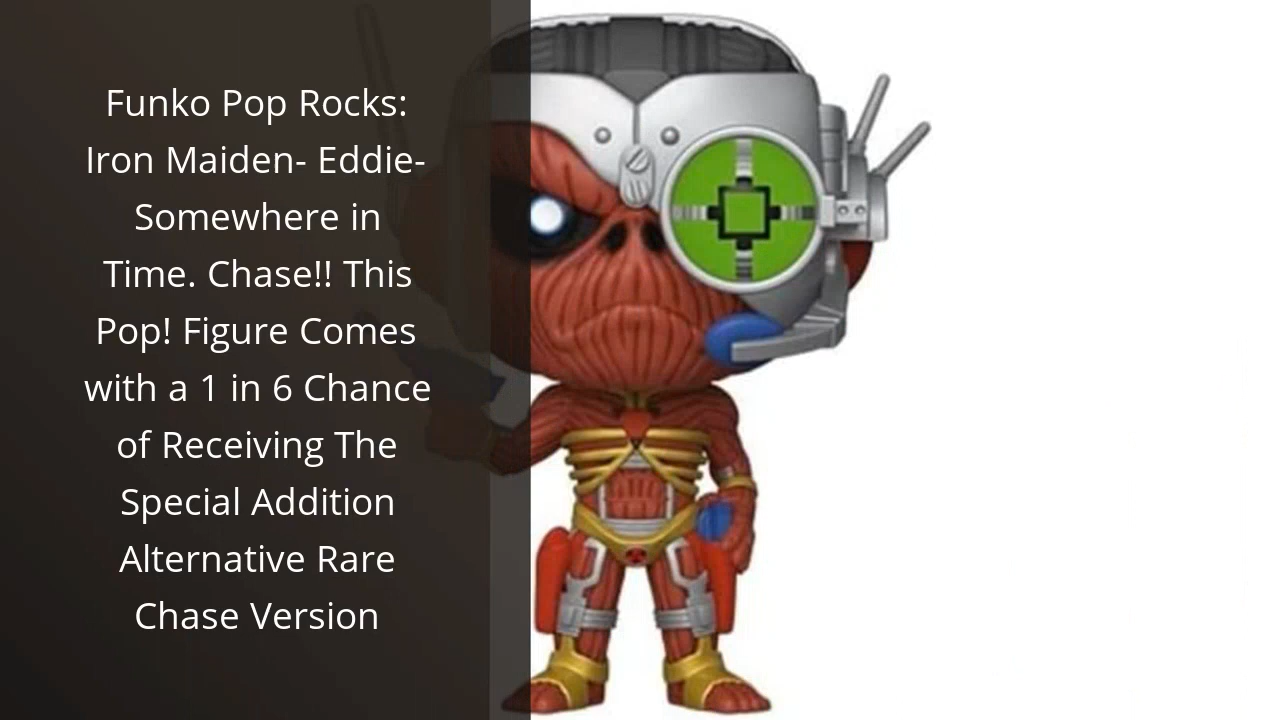 Funko Pop Rocks:
Iron Maiden- Eddie-
Somewhere in
Time. Chase!! This
Pop! Figure Comes
with a 1 in 6 Chance
of Receiving The
Special Addition
Alternative Rare
Chase Version